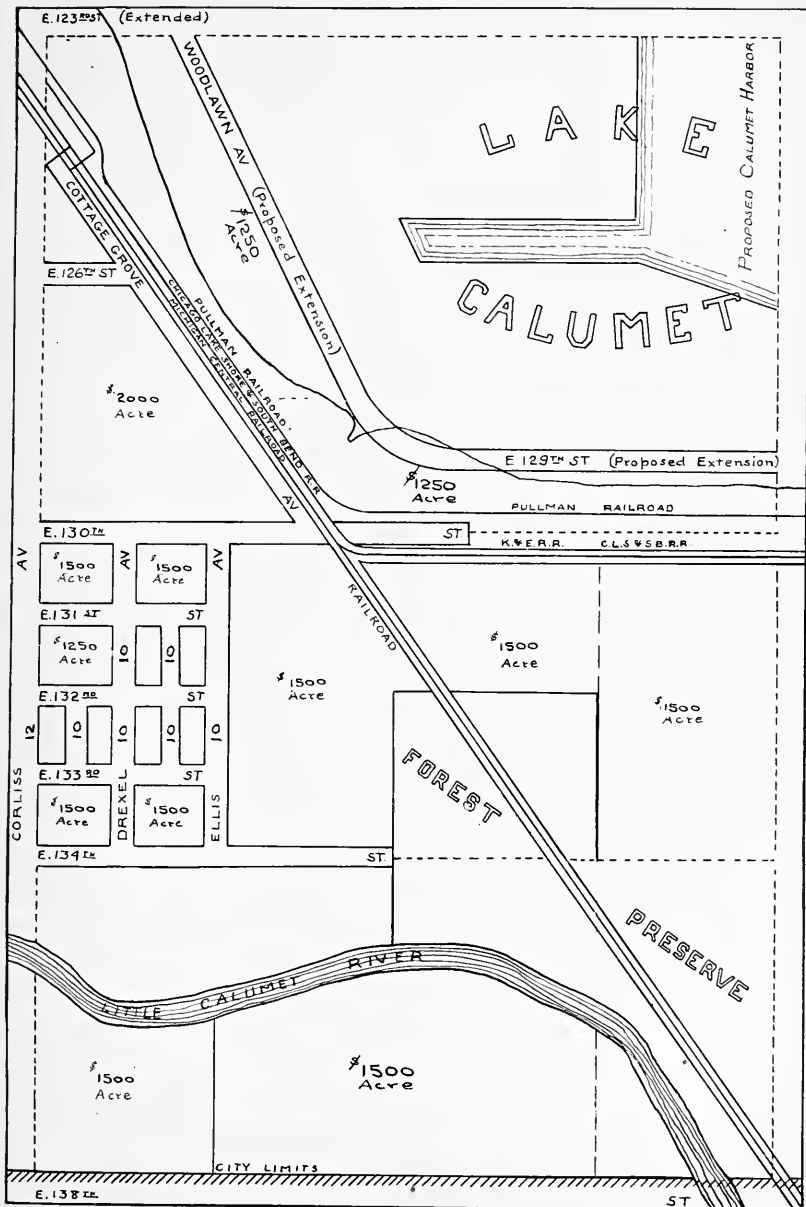 E. 123RD ST (Extended)
WOODLAWN AV (Proposed Extension)
LAKE
CALUMET
PROPOSED CALUMET HARBOR
$1250
Acre
COTTAGE GROVE AV
E. 126TH ST
PULLMAN RAILROAD
CHICAGO LAKE SHORE & SOUTH BEND R.R
MICHIGAN CENTRAL RAILROAD
$2000
Acre
E 129TH ST (Proposed Extension)
$1250
Acre
PULLMAN RAILROAD
E. 130TH ST
K. & E. R.R. C.L.S & S.B.R.R.
AV AV AV
$1500
Acre
$1500
Acre
E. 131 ST ST
RAILROAD
$1250
Acre
10 10
$1500
Acre
$1500
Acre
$1500
Acre
E. 132ND ST
12 10 10 10 10
FOREST
E. 133RD ST
CORLISS
DREXEL
ELLIS
$1500
Acre
$1500
Acre
E. 134TH ST.
PRESERVE
LITTLE CALUMET RIVER
$1500
Acre
$1500
Acre
CITY LIMITS
E. 138TH ST